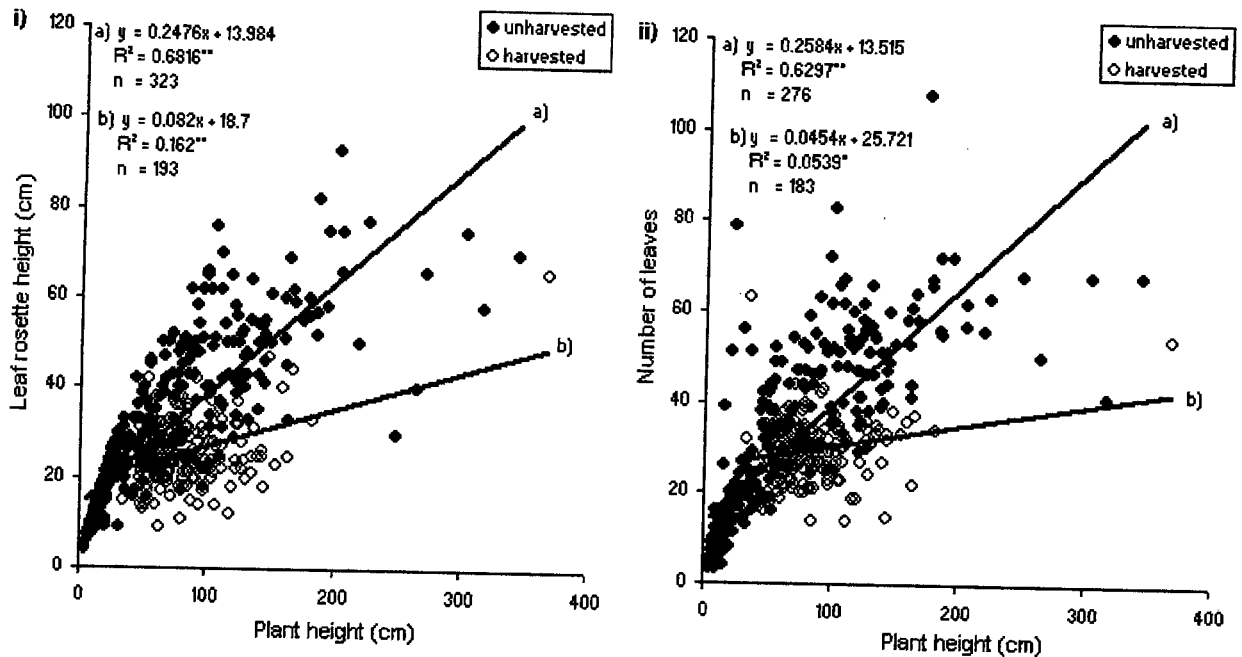 i)
120
100
80
60
40
20
0
Leaf rosette height (cm)
a) y = 0.2476x + 13.984
R² = 0.6816**
n = 323
b) y = 0.082x + 18.7
R² = 0.162**
n = 193
unharvested
harvested
a)
b)
0 100 200 300 400
Plant height (cm)
ii)
120
100
80
60
40
20
0
Number of leaves
a) y = 0.2584x + 13.515
R² = 0.6297**
n = 276
b) y = 0.0454x + 25.721
R² = 0.0539*
n = 183
unharvested
harvested
a)
b)
0 100 200 300 400
Plant height (cm)